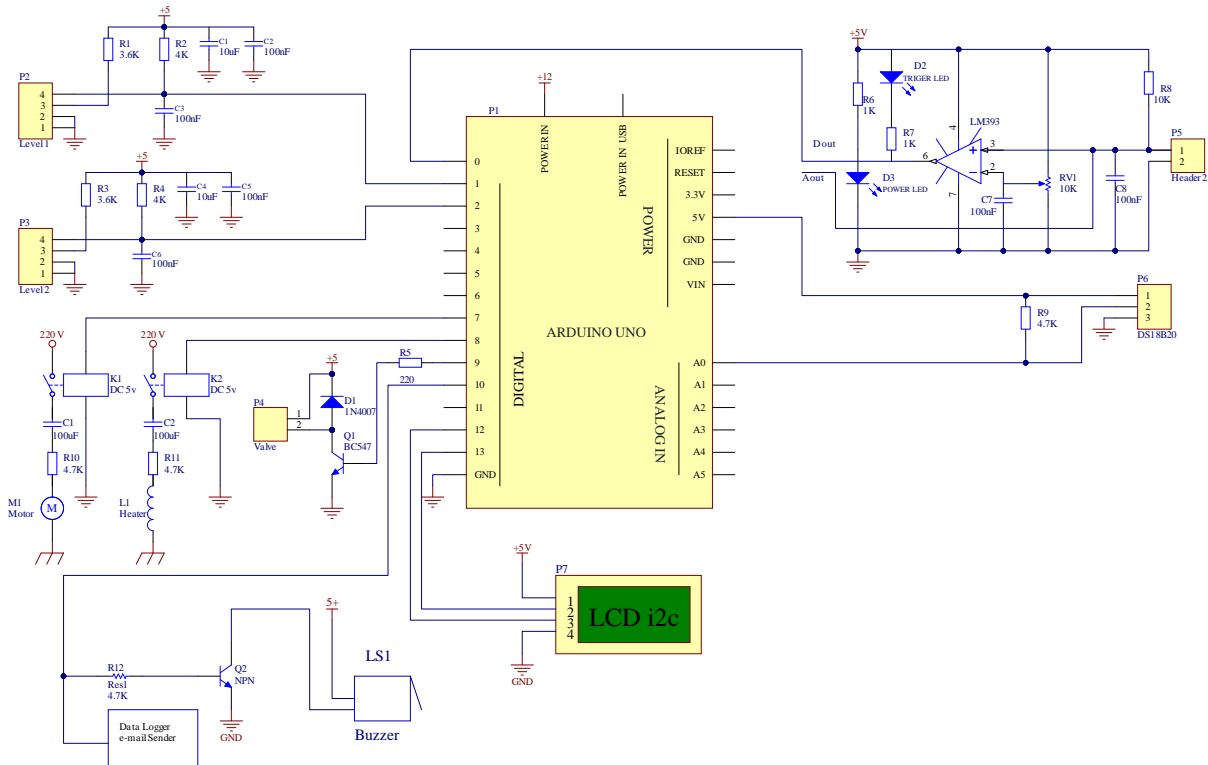 +5
R1
3.6K
R2
4K
C1
10uF
C2
100nF
P2
4
3
2
1
Level1
C3
100nF
+5
R3
3.6K
R4
4K
C4
10uF
C5
100nF
P3
4
3
2
1
Level2
C6
100nF
220 V
K1
DC 5v
C1
100uF
R10
4.7K
M1
Motor
M
220 V
K2
DC 5v
C2
100uF
R11
4.7K
L1
Heater
P4
1
2
Valve
+5
D1
1N4007
Q1
BC547
R5
220
P1
+12
POWER IN
POWER IN USB
0
1
2
3
4
5
6
7
8
9
10
11
12
13
GND
DIGITAL
ARDUINO UNO
POWER
ANALOG IN
IOREF
RESET
3.3V
5V
GND
GND
VIN
A0
A1
A2
A3
A4
A5
+5V
D2
TRIGER LED
R6
1K
R7
1K
Dout
Aout
D3
POWER LED
LM393
4
6
7
3
2
+
C7
100nF
RV1
10K
C8
100nF
R8
10K
P5
1
2
Header 2
P6
1
2
3
DS18B20
R9
4.7K
+5V
P7
1
2
3
4
LCD i2c
GND
R12
Res1
4.7K
Q2
NPN
GND
5+
LS1
Buzzer
Data Logger
e-mail Sender